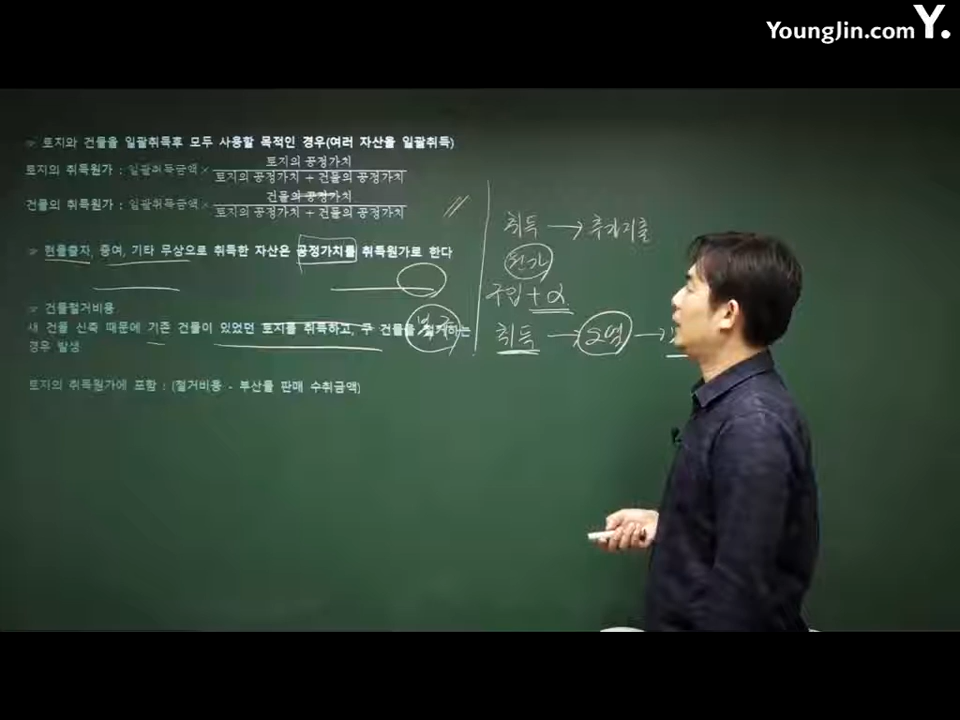 YoungJin.com Y.
☞ 토지와 건물을 일괄취득후 모두 사용할 목적인 경우(여러 자산을 일괄취득)
토지의 취득원가 : 일괄취득금액 × 토지의 공정가치
토지의 공정가치 + 건물의 공정가치
건물의 취득원가 : 일괄취득금액 × 건물의 공정가치
토지의 공정가치 + 건물의 공정가치
☞ 현물출자, 증여, 기타 무상으로 취득한 자산은 공정가치를 취득원가로 한다
☞ 건물철거비용
새 건물 신축 때문에 기존 건물이 있었던 토지를 취득하고, 구 건물을 철거하는
경우 발생
토지의 취득원가에 포함 : (철거비용 - 부산물 판매 수취금액)
취득 → 추가지출
원가
구입 + α
취득 →